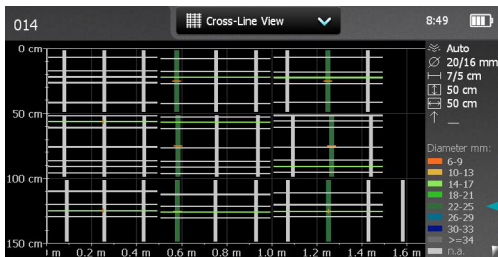 014
Cross-Line View
8:49
0 cm
50 cm
100 cm
150 cm
m
0.2 m
0.4 m
0.6 m
0.8 m
1.0 m
1.2 m
1.4 m
1.6 m
Auto
Ø 20/16 mm
7/5 cm
50 cm
50 cm
Diameter mm:
6-9
10-13
14-17
18-21
22-25
26-29
30-33
>=34
n.a.